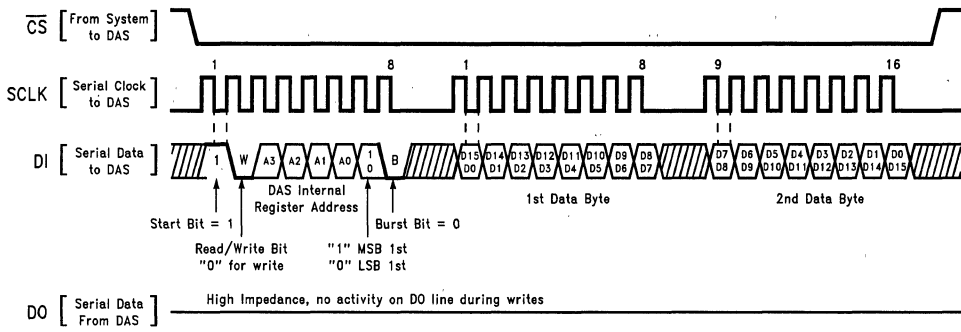 CS [ From System to DAS ]
1 8 1 8 9 16
SCLK [ Serial Clock to DAS ]
DI [ Serial Data to DAS ]
1 W A3 A2 A1 A0 1 0 B
D15 D14 D13 D12 D11 D10 D9 D8
D0 D1 D2 D3 D4 D5 D6 D7
D7 D6 D5 D4 D3 D2 D1 D0
D8 D9 D10 D11 D12 D13 D14 D15
DAS Internal
Register Address
1st Data Byte
2nd Data Byte
Start Bit = 1
Burst Bit = 0
Read/Write Bit
"0" for write
"1" MSB 1st
"0" LSB 1st
DO [ Serial Data From DAS ]
High Impedance, no activity on DO line during writes